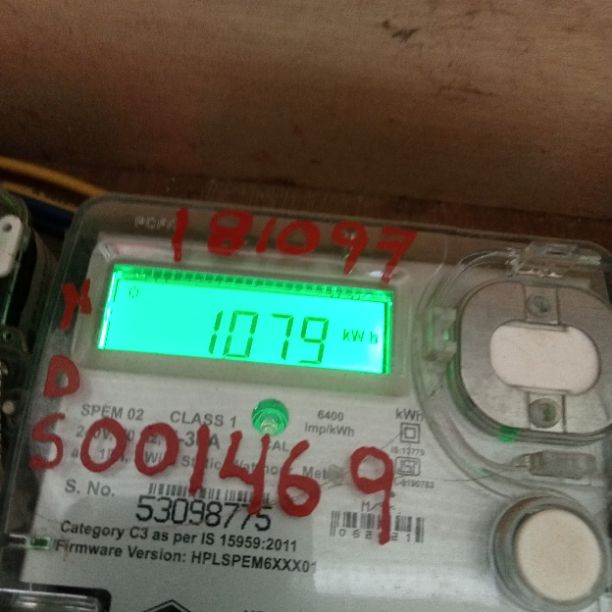 181097
1079 kWh
N
D
SPEM 02 CLASS 1 6400 imp/kWh kWh
S001469
S. No.
53098775
Category C3 as per IS 15959:2011
Firmware Version: HPLSPEM6XXX01